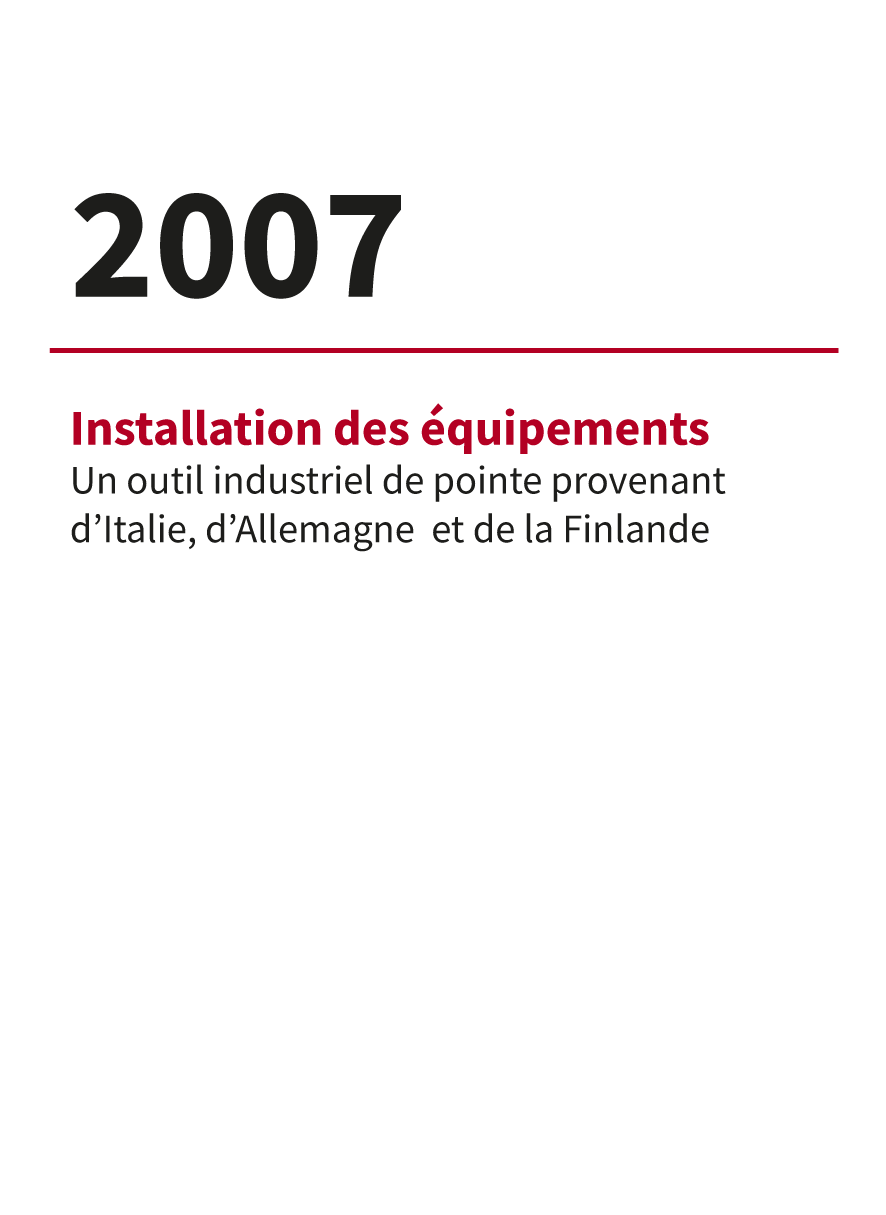 2007
Installation des équipements
Un outil industriel de pointe provenant
d’Italie, d’Allemagne  et de la Finlande